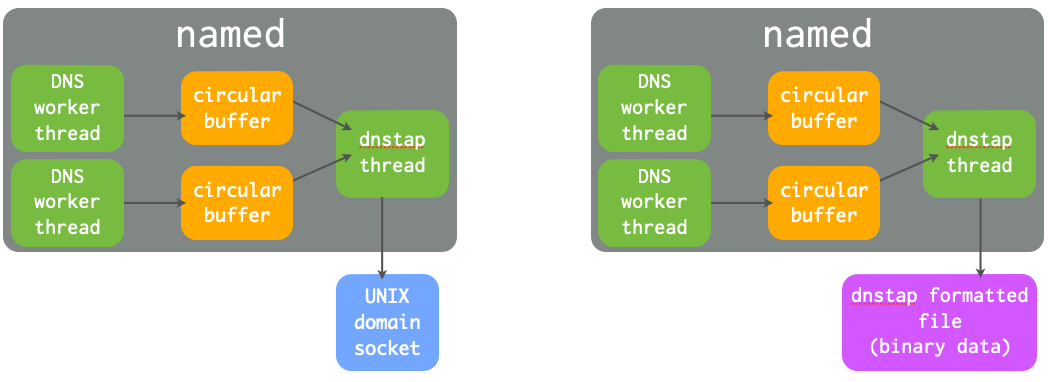 named
DNS
worker
thread
circular
buffer
dnstap
thread
DNS
worker
thread
circular
buffer
UNIX
domain
socket
named
DNS
worker
thread
circular
buffer
dnstap
thread
DNS
worker
thread
circular
buffer
dnstap formatted
file
(binary data)